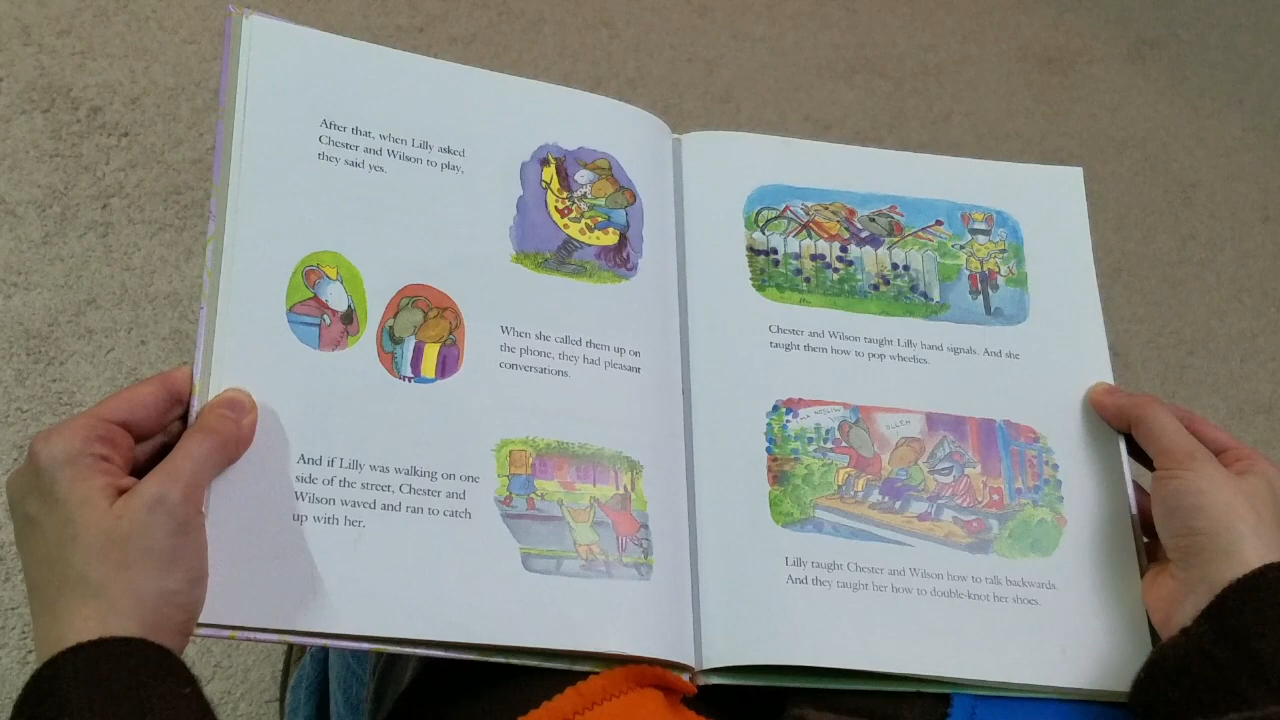 After that, when Lilly asked
Chester and Wilson to play,
they said yes.
When she called them up on
the phone, they had pleasant
conversations.
And if Lilly was walking on one
side of the street, Chester and
Wilson waved and ran to catch
up with her.
Chester and Wilson taught Lilly hand signals. And she
taught them how to pop wheelies.
MA NOSLIW
OLLEH
Lilly taught Chester and Wilson how to talk backwards.
And they taught her how to double-knot her shoes.